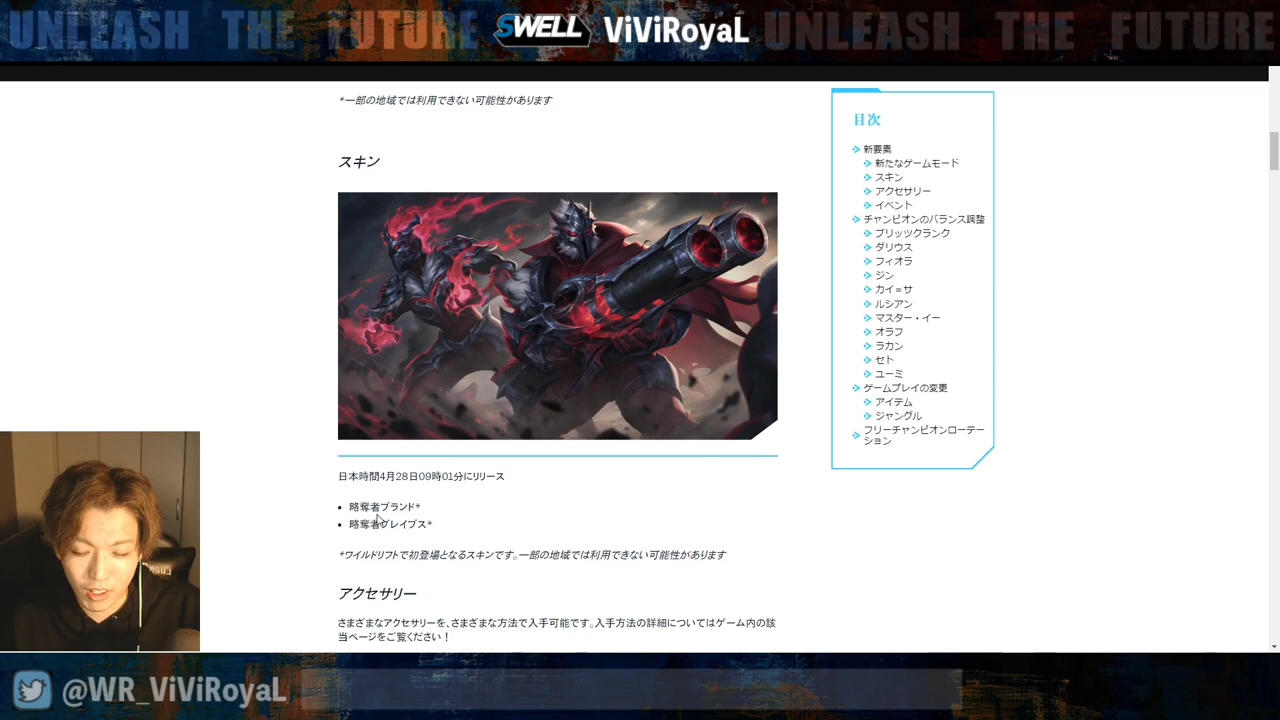 UNLEASH THE FUTURE SWELL ViViRoyaL UNLEASH THE FUTURE
*一部の地域では利用できない可能性があります
スキン
日本時間4月28日09時01分にリリース
• 略奪者ブランド*
• 略奪者グレイブス*
*ワイルドリフトで初登場となるスキンです。一部の地域では利用できない可能性があります
アクセサリー
さまざまなアクセサリーを、さまざまな方法で入手可能です。入手方法の詳細についてはゲーム内の該
当ページをご覧ください！
目次
新要素
新たなゲームモード
スキン
アクセサリー
イベント
チャンピオンのバランス調整
ブリッツクランク
ダリウス
フィオラ
ジン
カイ＝サ
ルシアン
マスター・イー
オラフ
ラカン
セト
ユーミ
ゲームプレイの変更
アイテム
ジャングル
フリーチャンピオンローテー
ション
@WR_ViViRoyaL